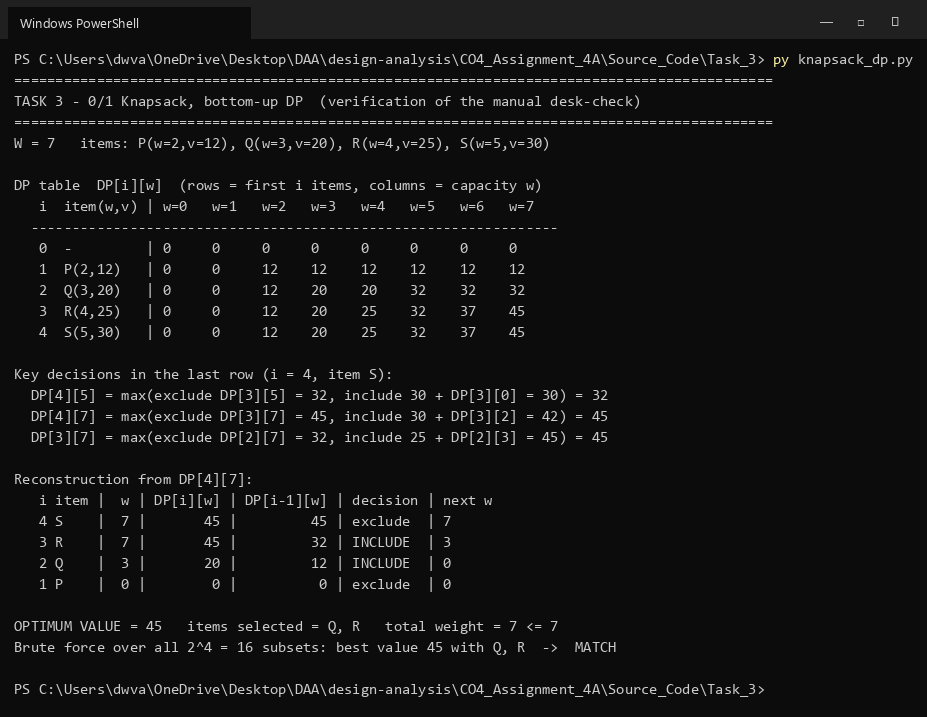 Windows PowerShell
PS C:\Users\dwva\OneDrive\Desktop\DAA\design-analysis\CO4_Assignment_4A\Source_Code\Task_3> py knapsack_dp.py
============================================================================================
TASK 3 - 0/1 Knapsack, bottom-up DP  (verification of the manual desk-check)
============================================================================================
W = 7   items: P(w=2,v=12), Q(w=3,v=20), R(w=4,v=25), S(w=5,v=30)
DP table  DP[i][w]  (rows = first i items, columns = capacity w)
   i  item(w,v) | w=0   w=1   w=2   w=3   w=4   w=5   w=6   w=7
  ----------------------------------------------------------------
   0  -         | 0     0     0     0     0     0     0     0
   1  P(2,12)   | 0     0     12    12    12    12    12    12
   2  Q(3,20)   | 0     0     12    20    20    32    32    32
   3  R(4,25)   | 0     0     12    20    25    32    37    45
   4  S(5,30)   | 0     0     12    20    25    32    37    45
Key decisions in the last row (i = 4, item S):
  DP[4][5] = max(exclude DP[3][5] = 32, include 30 + DP[3][0] = 30) = 32
  DP[4][7] = max(exclude DP[3][7] = 45, include 30 + DP[3][2] = 42) = 45
  DP[3][7] = max(exclude DP[2][7] = 32, include 25 + DP[2][3] = 45) = 45
Reconstruction from DP[4][7]:
   i item |  w | DP[i][w] | DP[i-1][w] | decision | next w
   4 S    |  7 |       45 |         45 | exclude  | 7
   3 R    |  7 |       45 |         32 | INCLUDE  | 3
   2 Q    |  3 |       20 |         12 | INCLUDE  | 0
   1 P    |  0 |        0 |          0 | exclude  | 0
OPTIMUM VALUE = 45   items selected = Q, R   total weight = 7 <= 7
Brute force over all 2^4 = 16 subsets: best value 45 with Q, R  ->  MATCH
PS C:\Users\dwva\OneDrive\Desktop\DAA\design-analysis\CO4_Assignment_4A\Source_Code\Task_3>